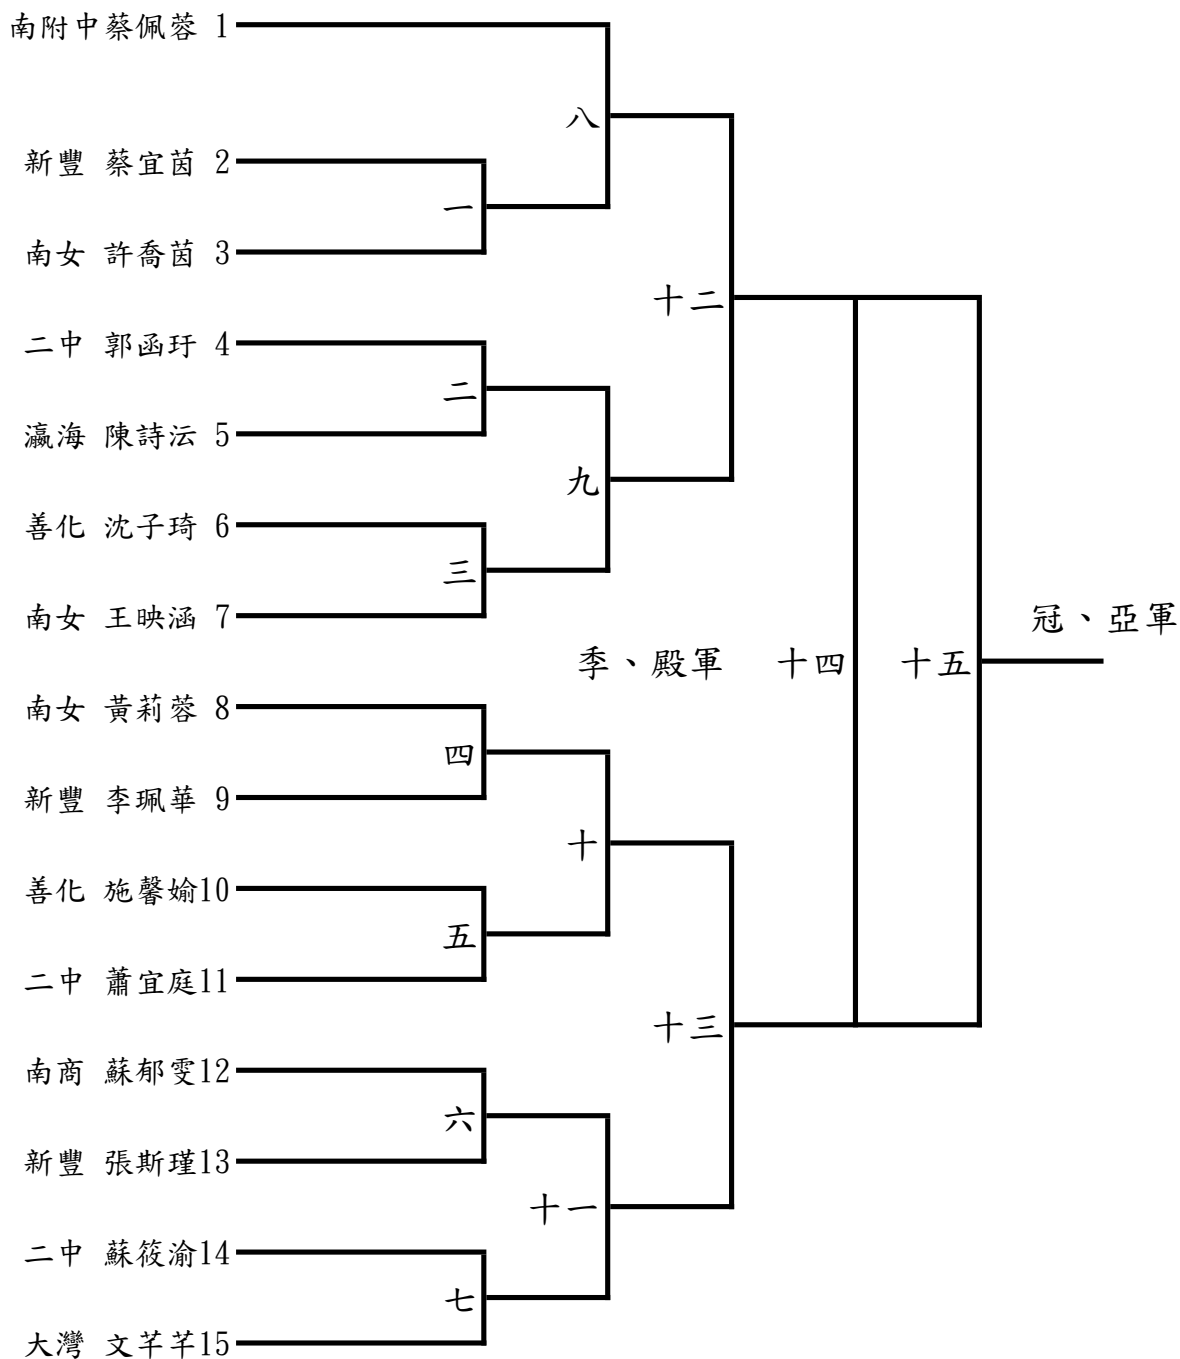 南附中蔡佩蓉 1
八
新豐 蔡宜茵 2
一
南女 許喬茵 3
十二
二中 郭函玗 4
二
瀛海 陳詩沄 5
九
善化 沈子琦 6
三
南女 王映涵 7
冠、亞軍
季、殿軍 十四 十五
南女 黃莉蓉 8
四
新豐 李珮華 9
十
善化 施馨媮10
五
二中 蕭宜庭11
十三
南商 蘇郁雯12
六
新豐 張斯瑾13
十一
二中 蘇筱渝14
七
大灣 文芊芊15